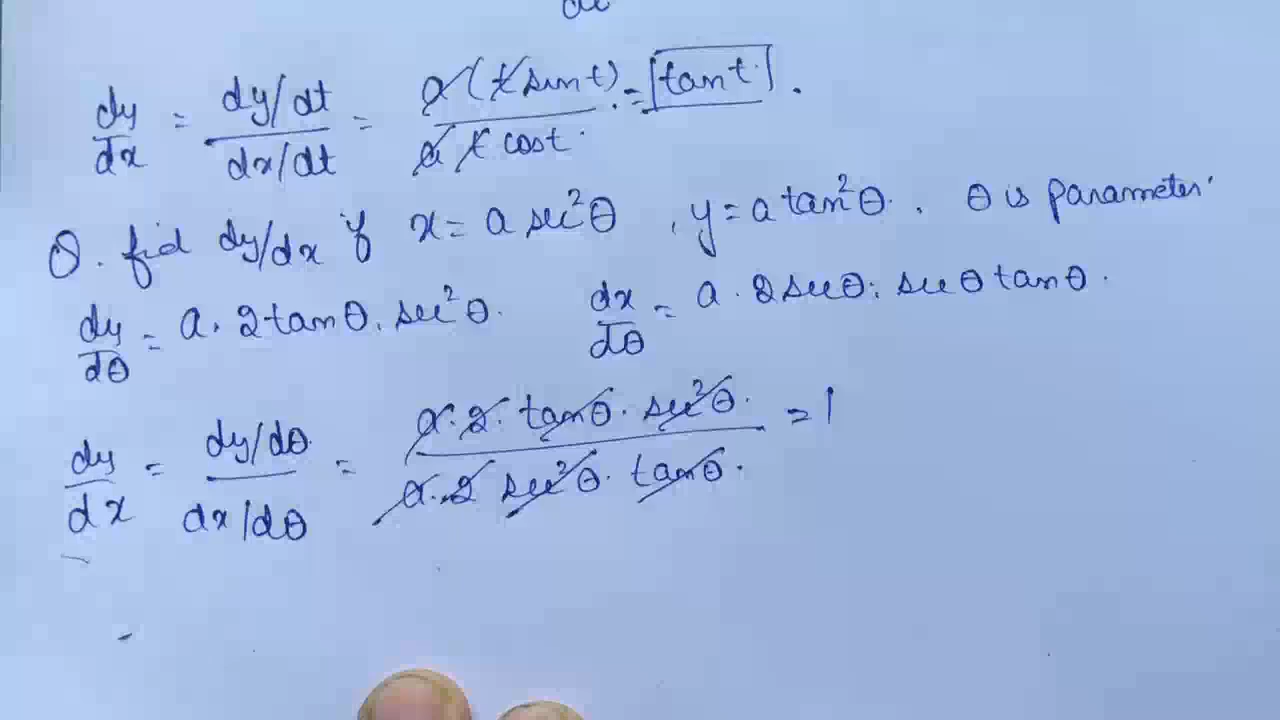 dy/dx = (dy/dt)/(dx/dt) = a(t sin t)/(a t cos t) = tan t.
Q. fid dy/dx if x = a sec²θ, y = a tan²θ. θ is parameter.
dy/dθ = a. 2 tanθ. sec²θ. dx/dθ = a. 2 secθ. secθ tanθ.
dy/dx = (dy/dθ)/(dx/dθ) = (a. 2. tanθ. sec²θ.)/(a. 2 sec²θ. tanθ.) = 1